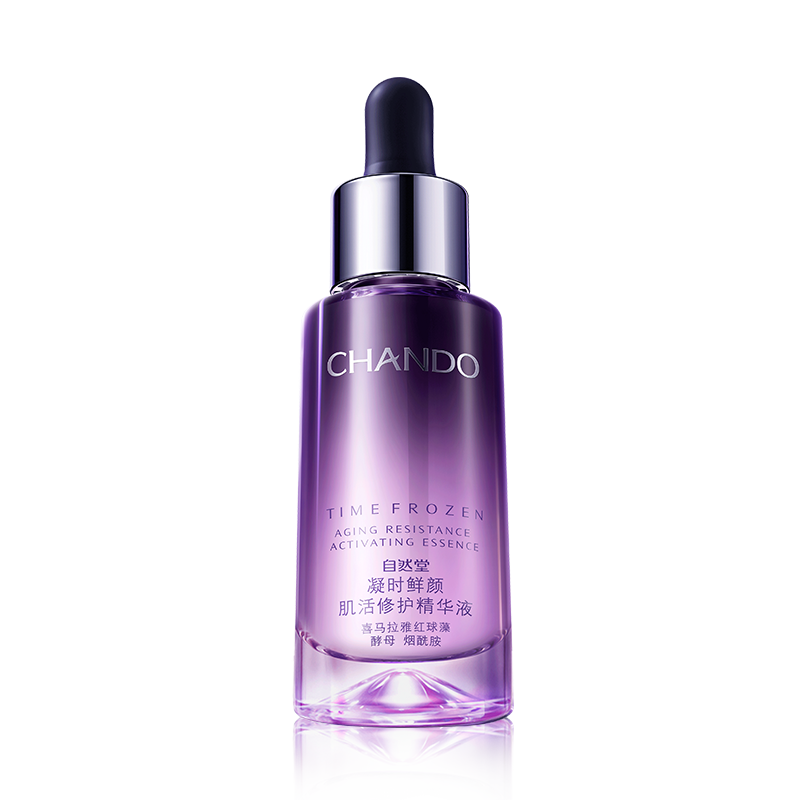 CHANDO
TIME FROZEN
AGING RESISTANCE
ACTIVATING ESSENCE
自然堂
凝时鲜颜
肌活修护精华液
喜马拉雅红球藻
酵母 烟酰胺